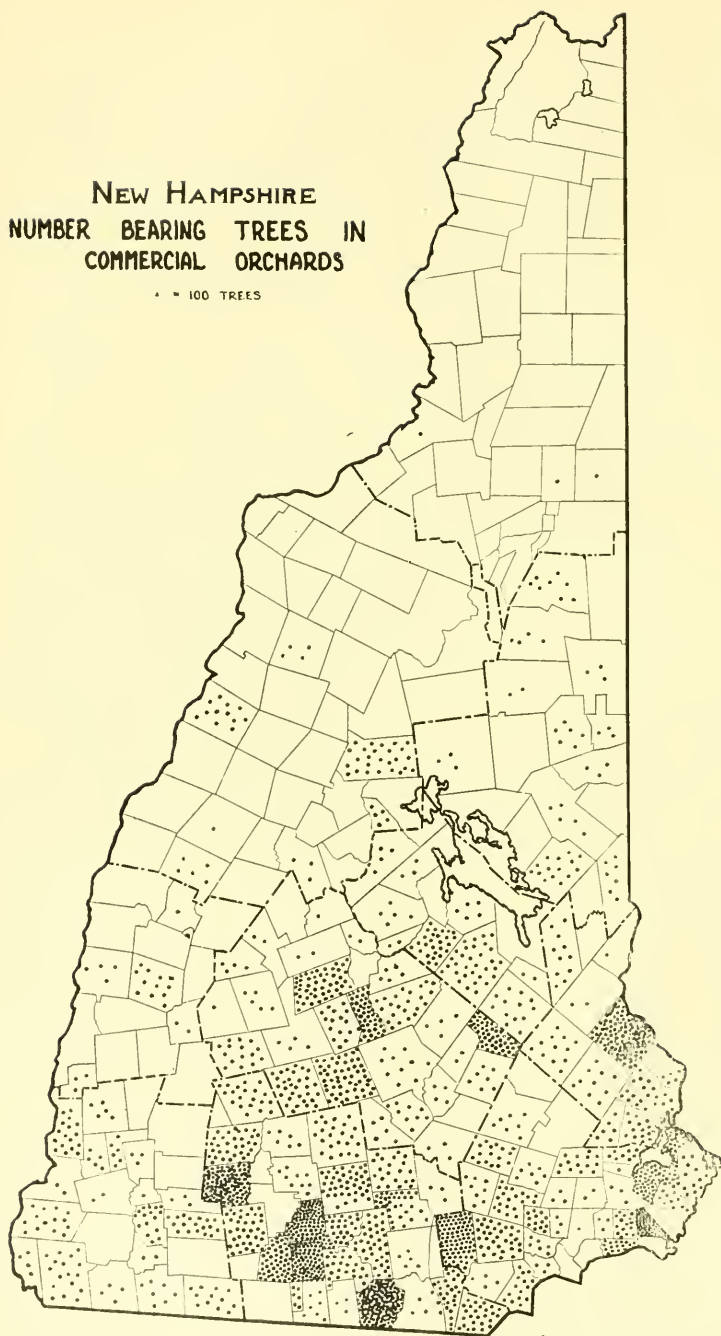 NEW HAMPSHIRE
NUMBER BEARING TREES IN
COMMERCIAL ORCHARDS
• = 100 TREES